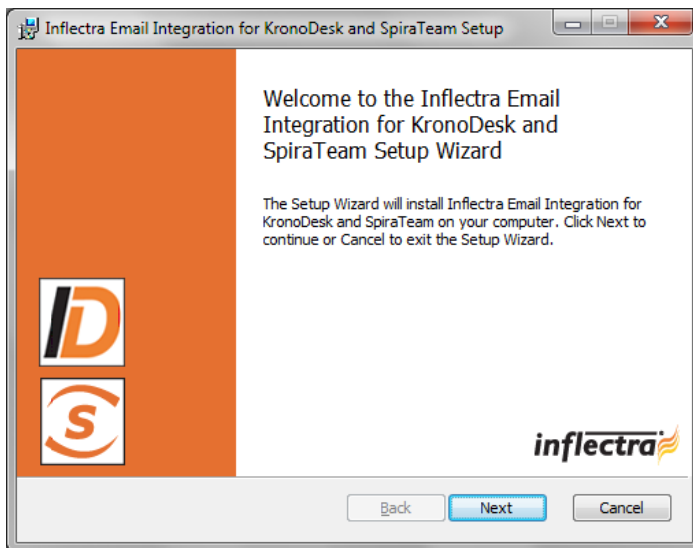 Inflectra Email Integration for KronoDesk and SpiraTeam Setup
Welcome to the Inflectra Email
Integration for KronoDesk and
SpiraTeam Setup Wizard
The Setup Wizard will install Inflectra Email Integration for
KronoDesk and SpiraTeam on your computer. Click Next to
continue or Cancel to exit the Setup Wizard.
D
S
inflectra
Back Next Cancel